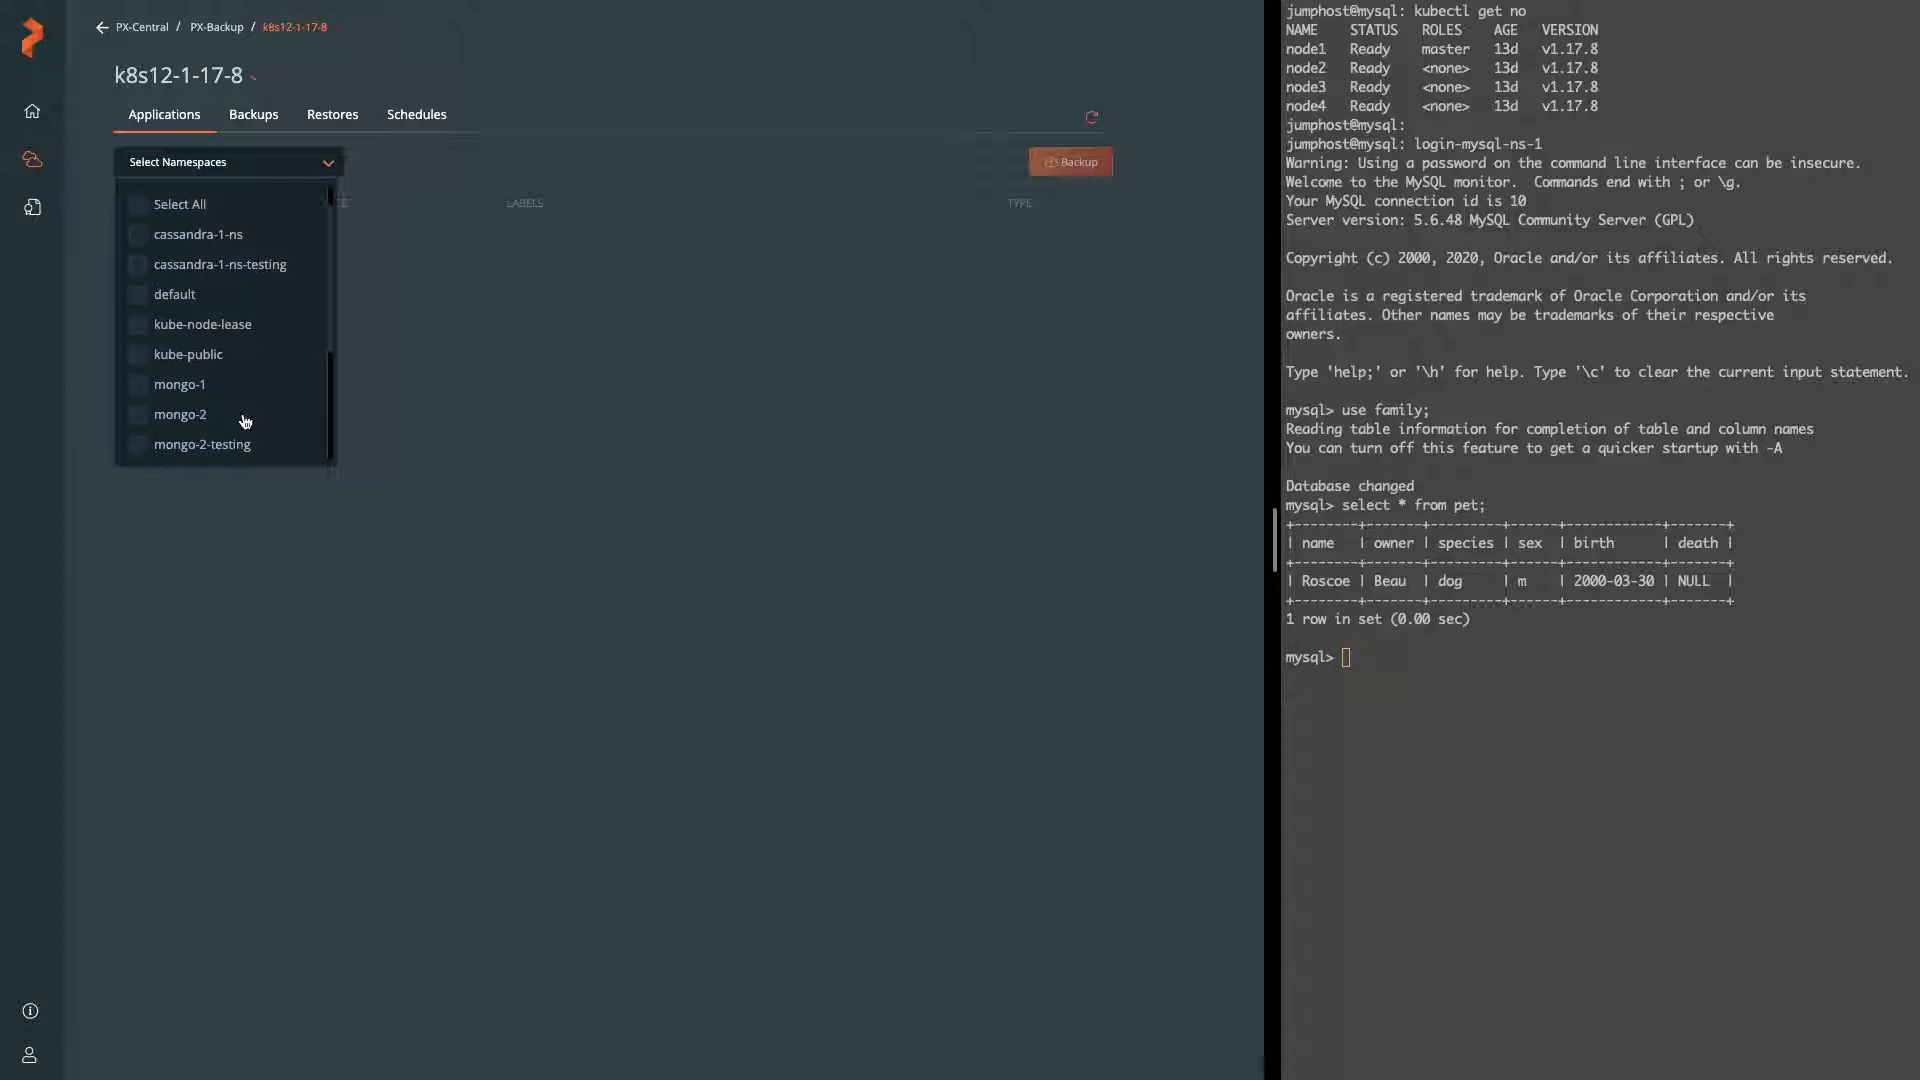 PX-Central / PX-Backup / k8s12-1-17-8
k8s12-1-17-8
Applications Backups Restores Schedules
Select Namespaces
Backup
LABELS TYPE
Select All
cassandra-1-ns
cassandra-1-ns-testing
default
kube-node-lease
kube-public
mongo-1
mongo-2
mongo-2-testing
jumphost@mysql: kubectl get no
NAME STATUS ROLES AGE VERSION
node1 Ready master 13d v1.17.8
node2 Ready <none> 13d v1.17.8
node3 Ready <none> 13d v1.17.8
node4 Ready <none> 13d v1.17.8
jumphost@mysql:
jumphost@mysql: login-mysql-ns-1
Warning: Using a password on the command line interface can be insecure.
Welcome to the MySQL monitor.  Commands end with ; or \g.
Your MySQL connection id is 10
Server version: 5.6.48 MySQL Community Server (GPL)
Copyright (c) 2000, 2020, Oracle and/or its affiliates. All rights reserved.
Oracle is a registered trademark of Oracle Corporation and/or its
affiliates. Other names may be trademarks of their respective
owners.
Type 'help;' or '\h' for help. Type '\c' to clear the current input statement.
mysql> use family;
Reading table information for completion of table and column names
You can turn off this feature to get a quicker startup with -A
Database changed
mysql> select * from pet;
+--------+-------+---------+------+------------+-------+
| name   | owner | species | sex  | birth      | death |
+--------+-------+---------+------+------------+-------+
| Roscoe | Beau  | dog     | m    | 2000-03-30 | NULL  |
+--------+-------+---------+------+------------+-------+
1 row in set (0.00 sec)
mysql>